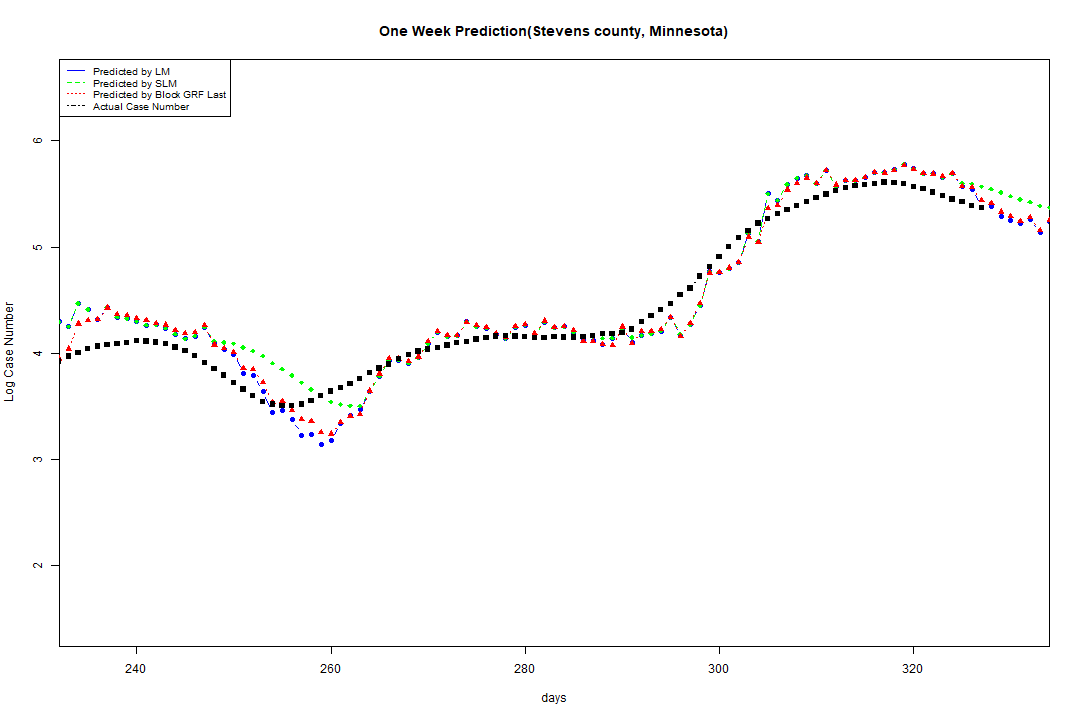 One Week Prediction(Stevens county, Minnesota)
Predicted by LM
Predicted by SLM
Predicted by Block GRF Last
Actual Case Number
6
5
4
3
2
Log Case Number
240 260 280 300 320
days